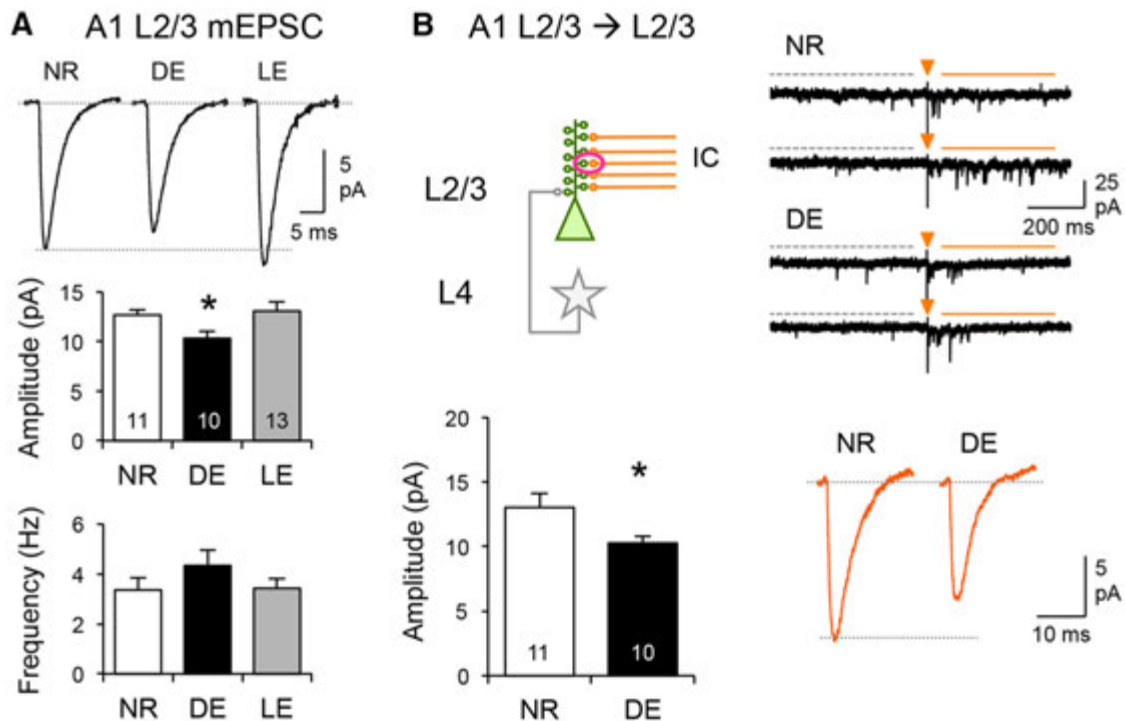 A A1 L2/3 mEPSC
NR DE LE
5
pA
5 ms
Amplitude (pA)
15
10
5
0
11 10 13
*
NR DE LE
Frequency (Hz)
6
4
2
0
NR DE LE
B A1 L2/3 → L2/3
L2/3
IC
L4
NR
25
pA
200 ms
DE
Amplitude (pA)
20
15
10
5
0
11 10
*
NR DE
NR DE
5
pA
10 ms